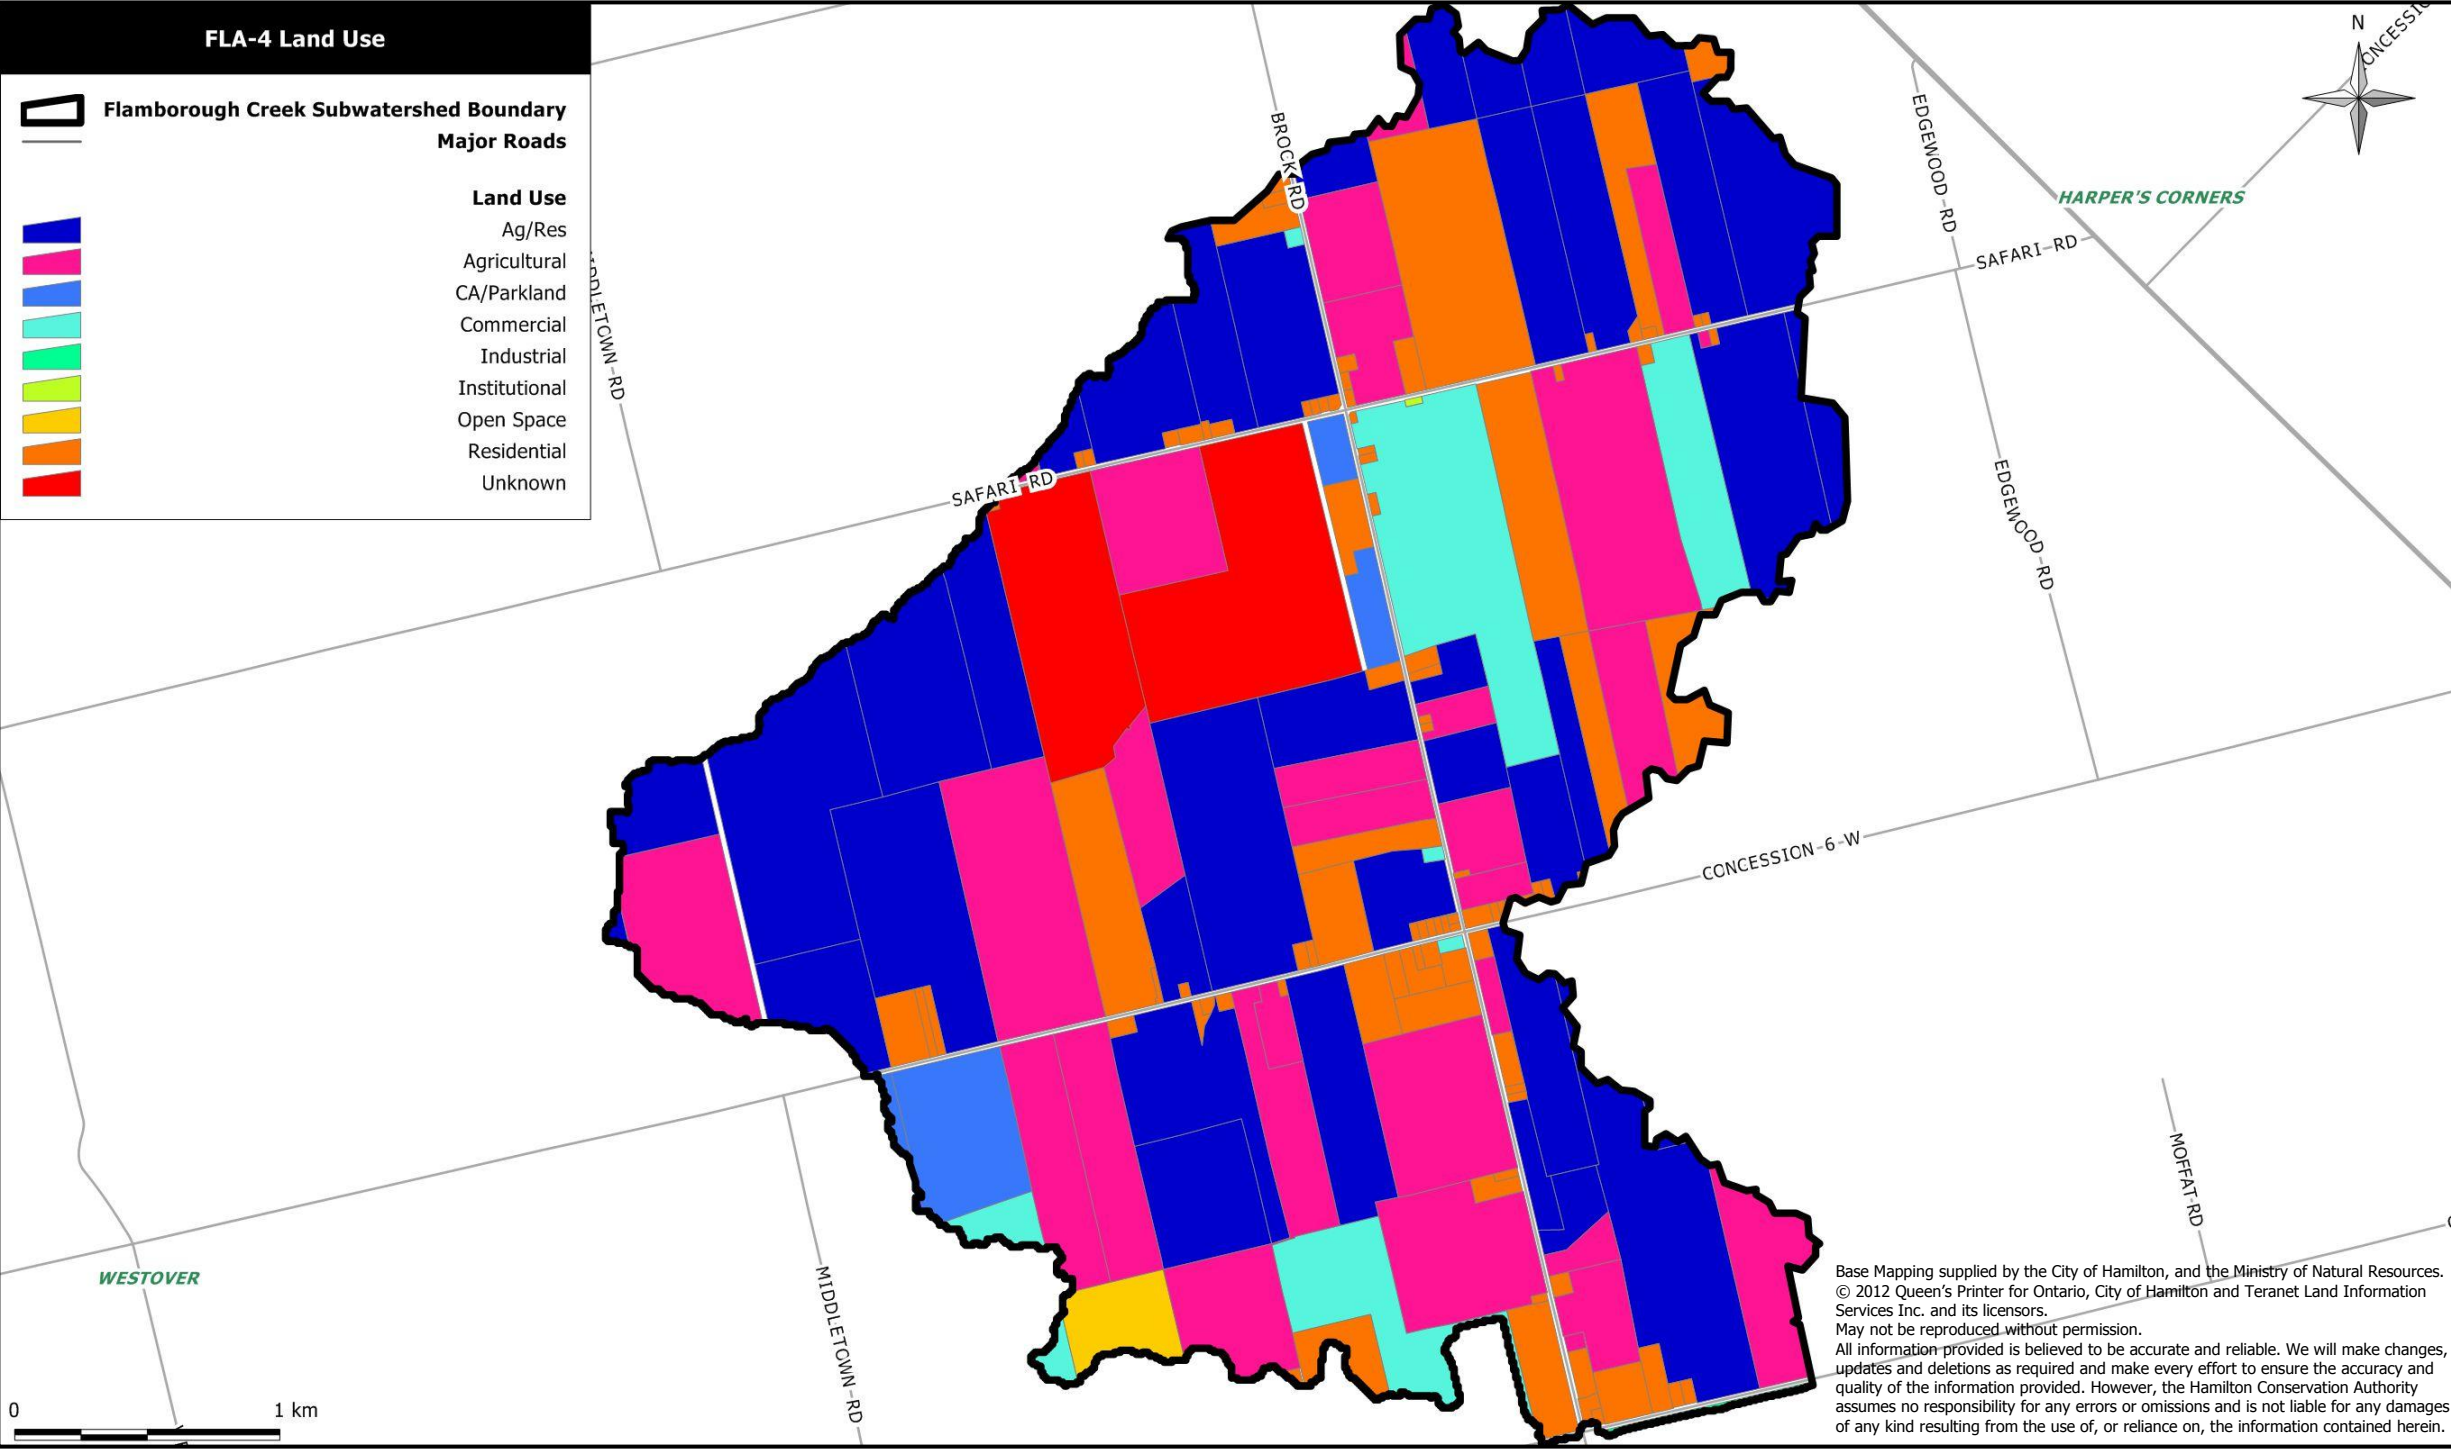 FLA-4 Land Use
Flamborough Creek Subwatershed Boundary
Major Roads
Land Use
Ag/Res
Agricultural
CA/Parkland
Commercial
Industrial
Institutional
Open Space
Residential
Unknown
N
BROCK-RD
EDGEWOOD-RD
HARPER'S CORNERS
SAFARI-RD
SAFARI-RD
EDGEWOOD-RD
CONCESSION-6-W
MOFFAT-RD
WESTOVER
MIDDLETOWN-RD
0 1 km
Base Mapping supplied by the City of Hamilton, and the Ministry of Natural Resources.
© 2012 Queen's Printer for Ontario, City of Hamilton and Teranet Land Information
Services Inc. and its licensors.
May not be reproduced without permission.
All information provided is believed to be accurate and reliable. We will make changes,
updates and deletions as required and make every effort to ensure the accuracy and
quality of the information provided. However, the Hamilton Conservation Authority
assumes no responsibility for any errors or omissions and is not liable for any damages
of any kind resulting from the use of, or reliance on, the information contained herein.